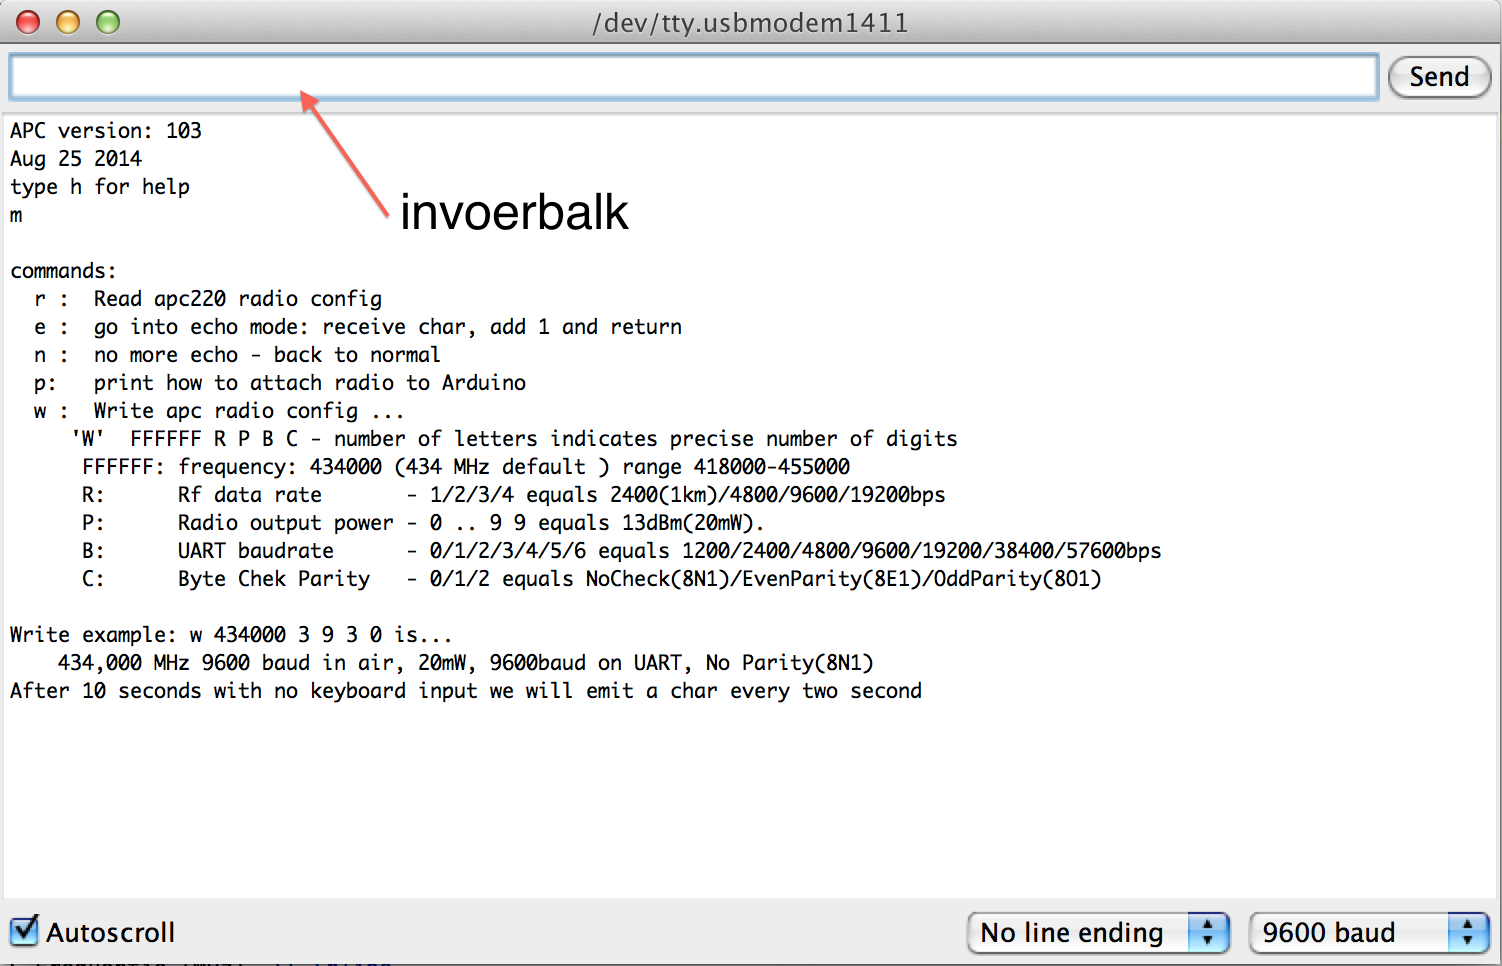 /dev/tty.usbmodem1411
Send
APC version: 103
Aug 25 2014
type h for help
m
invoerbalk
commands:
r :  Read apc220 radio config
e :  go into echo mode: receive char, add 1 and return
n :  no more echo - back to normal
p:   print how to attach radio to Arduino
w :  Write apc radio config ...
'W'  FFFFFF R P B C - number of letters indicates precise number of digits
FFFFFF: frequency: 434000 (434 MHz default ) range 418000-455000
R:      Rf data rate       - 1/2/3/4 equals 2400(1km)/4800/9600/19200bps
P:      Radio output power - 0 .. 9 9 equals 13dBm(20mW).
B:      UART baudrate      - 0/1/2/3/4/5/6 equals 1200/2400/4800/9600/19200/38400/57600bps
C:      Byte Chek Parity   - 0/1/2 equals NoCheck(8N1)/EvenParity(8E1)/OddParity(8O1)
Write example: w 434000 3 9 3 0 is...
434,000 MHz 9600 baud in air, 20mW, 9600baud on UART, No Parity(8N1)
After 10 seconds with no keyboard input we will emit a char every two second
Autoscroll
No line ending
9600 baud